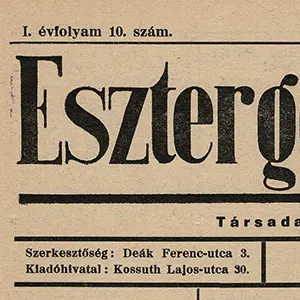 I. évfolyam 10. szám.
Eszterg
Társada
Szerkesztőség: Deák Ferenc-utca 3.
Kiadóhivatal: Kossuth Lajos-utca 30.